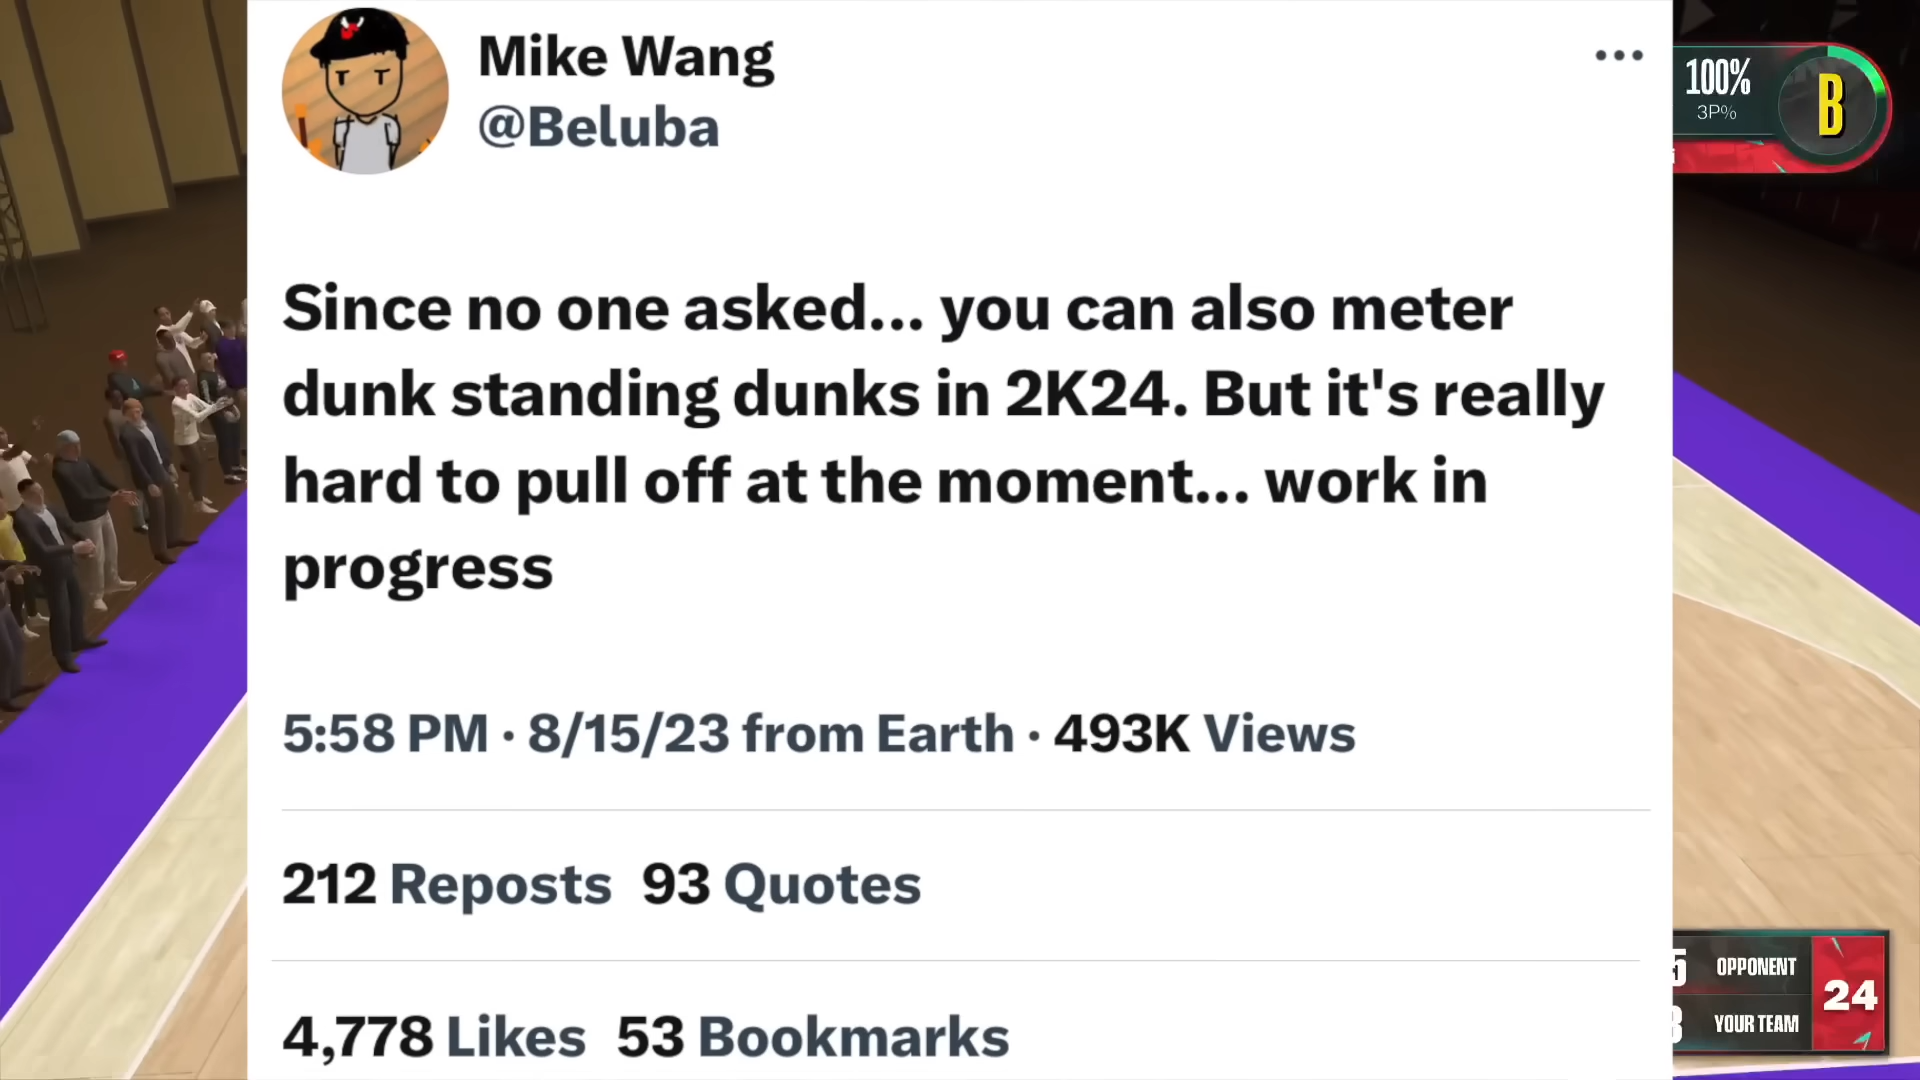 Mike Wang
@Beluba
Since no one asked... you can also meter
dunk standing dunks in 2K24. But it's really
hard to pull off at the moment... work in
progress
5:58 PM · 8/15/23 from Earth · 493K Views
212 Reposts 93 Quotes
4,778 Likes 53 Bookmarks
100%
3P%
B
OPPONENT
YOUR TEAM
24